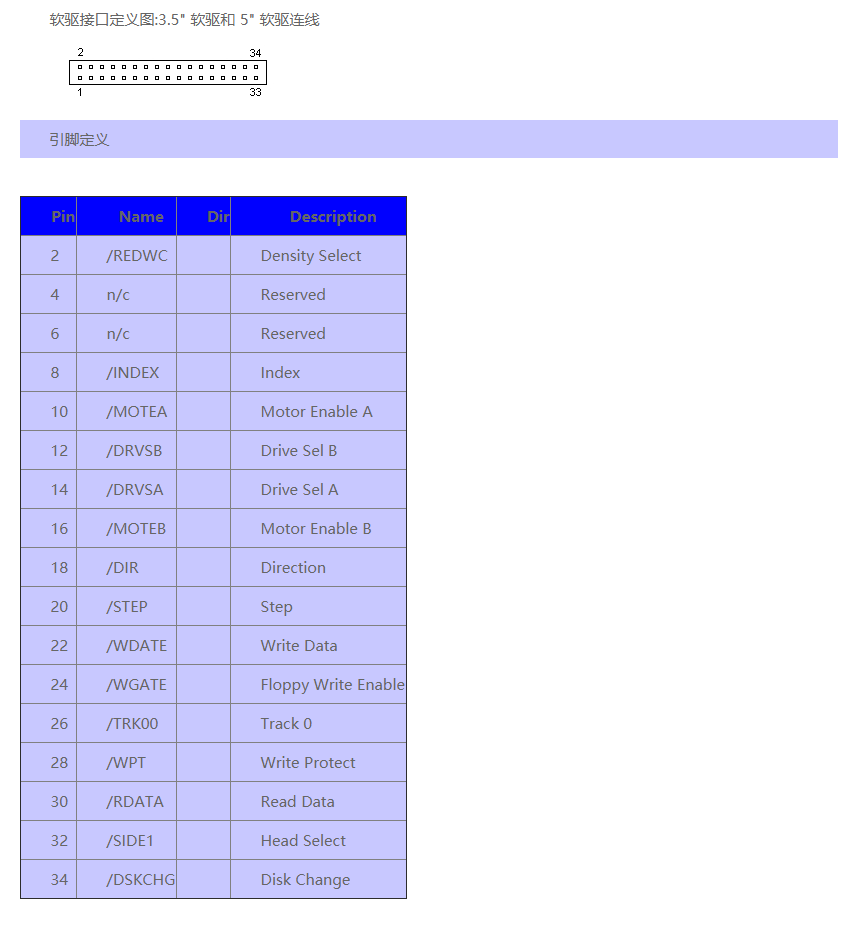 软驱接口定义图:3.5" 软驱和 5" 软驱连线
2 34
1 33
引脚定义
Pin Name Dir Description
2 /REDWC Density Select
4 n/c Reserved
6 n/c Reserved
8 /INDEX Index
10 /MOTEA Motor Enable A
12 /DRVSB Drive Sel B
14 /DRVSA Drive Sel A
16 /MOTEB Motor Enable B
18 /DIR Direction
20 /STEP Step
22 /WDATE Write Data
24 /WGATE Floppy Write Enable
26 /TRK00 Track 0
28 /WPT Write Protect
30 /RDATA Read Data
32 /SIDE1 Head Select
34 /DSKCHG Disk Change